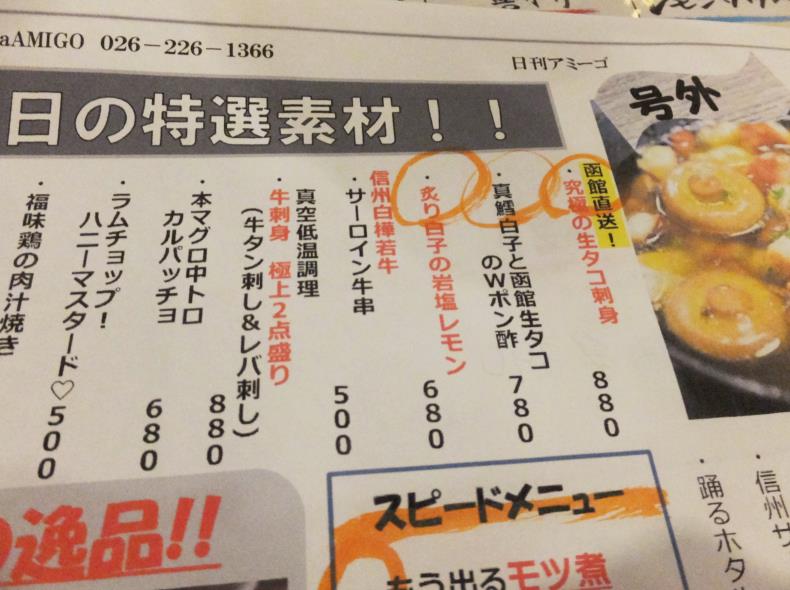 aAMIGO 026－226－1366
日刊アミーゴ
日の特選素材！！
号外
函館直送！
・究極の生タコ刺身 880
・真鱈白子と函館生タコ
のWポン酢 780
・炙り白子の岩塩レモン 680
信州白樺若牛
・サーロイン牛串 500
真空低温調理
・牛刺身 極上2点盛り
（牛タン刺し＆レバ刺し） 880
・本マグロ中トロ
カルパッチョ 680
・ラムチョップ！
ハニーマスタード♡500
・福味鶏の肉汁焼き
逸品!!
スピードメニュー
もう出るモツ煮
・信州サ
・踊るホタ